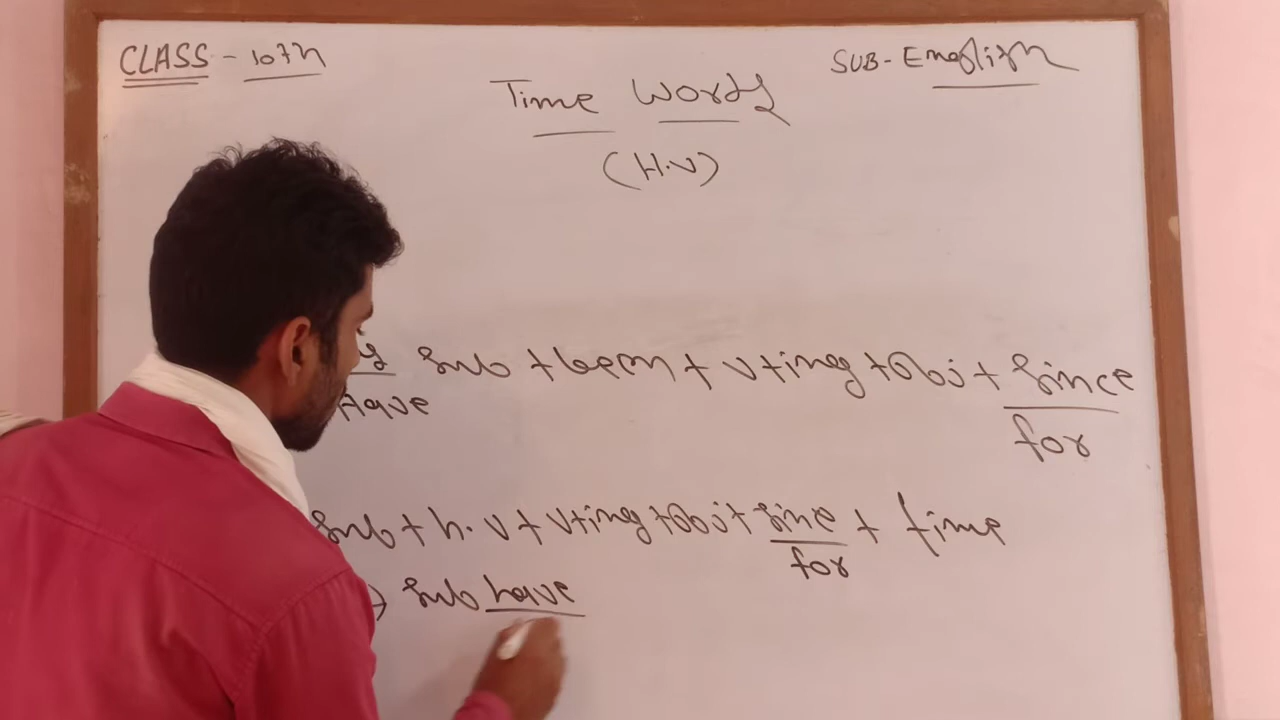 CLASS - 10th
SUB - English
Time Words
(H.V)
Sub + been + v + ing + Obj + Since
Have
for
Sub + h. v + v + ing + Obj + Since + time
for
Sub have